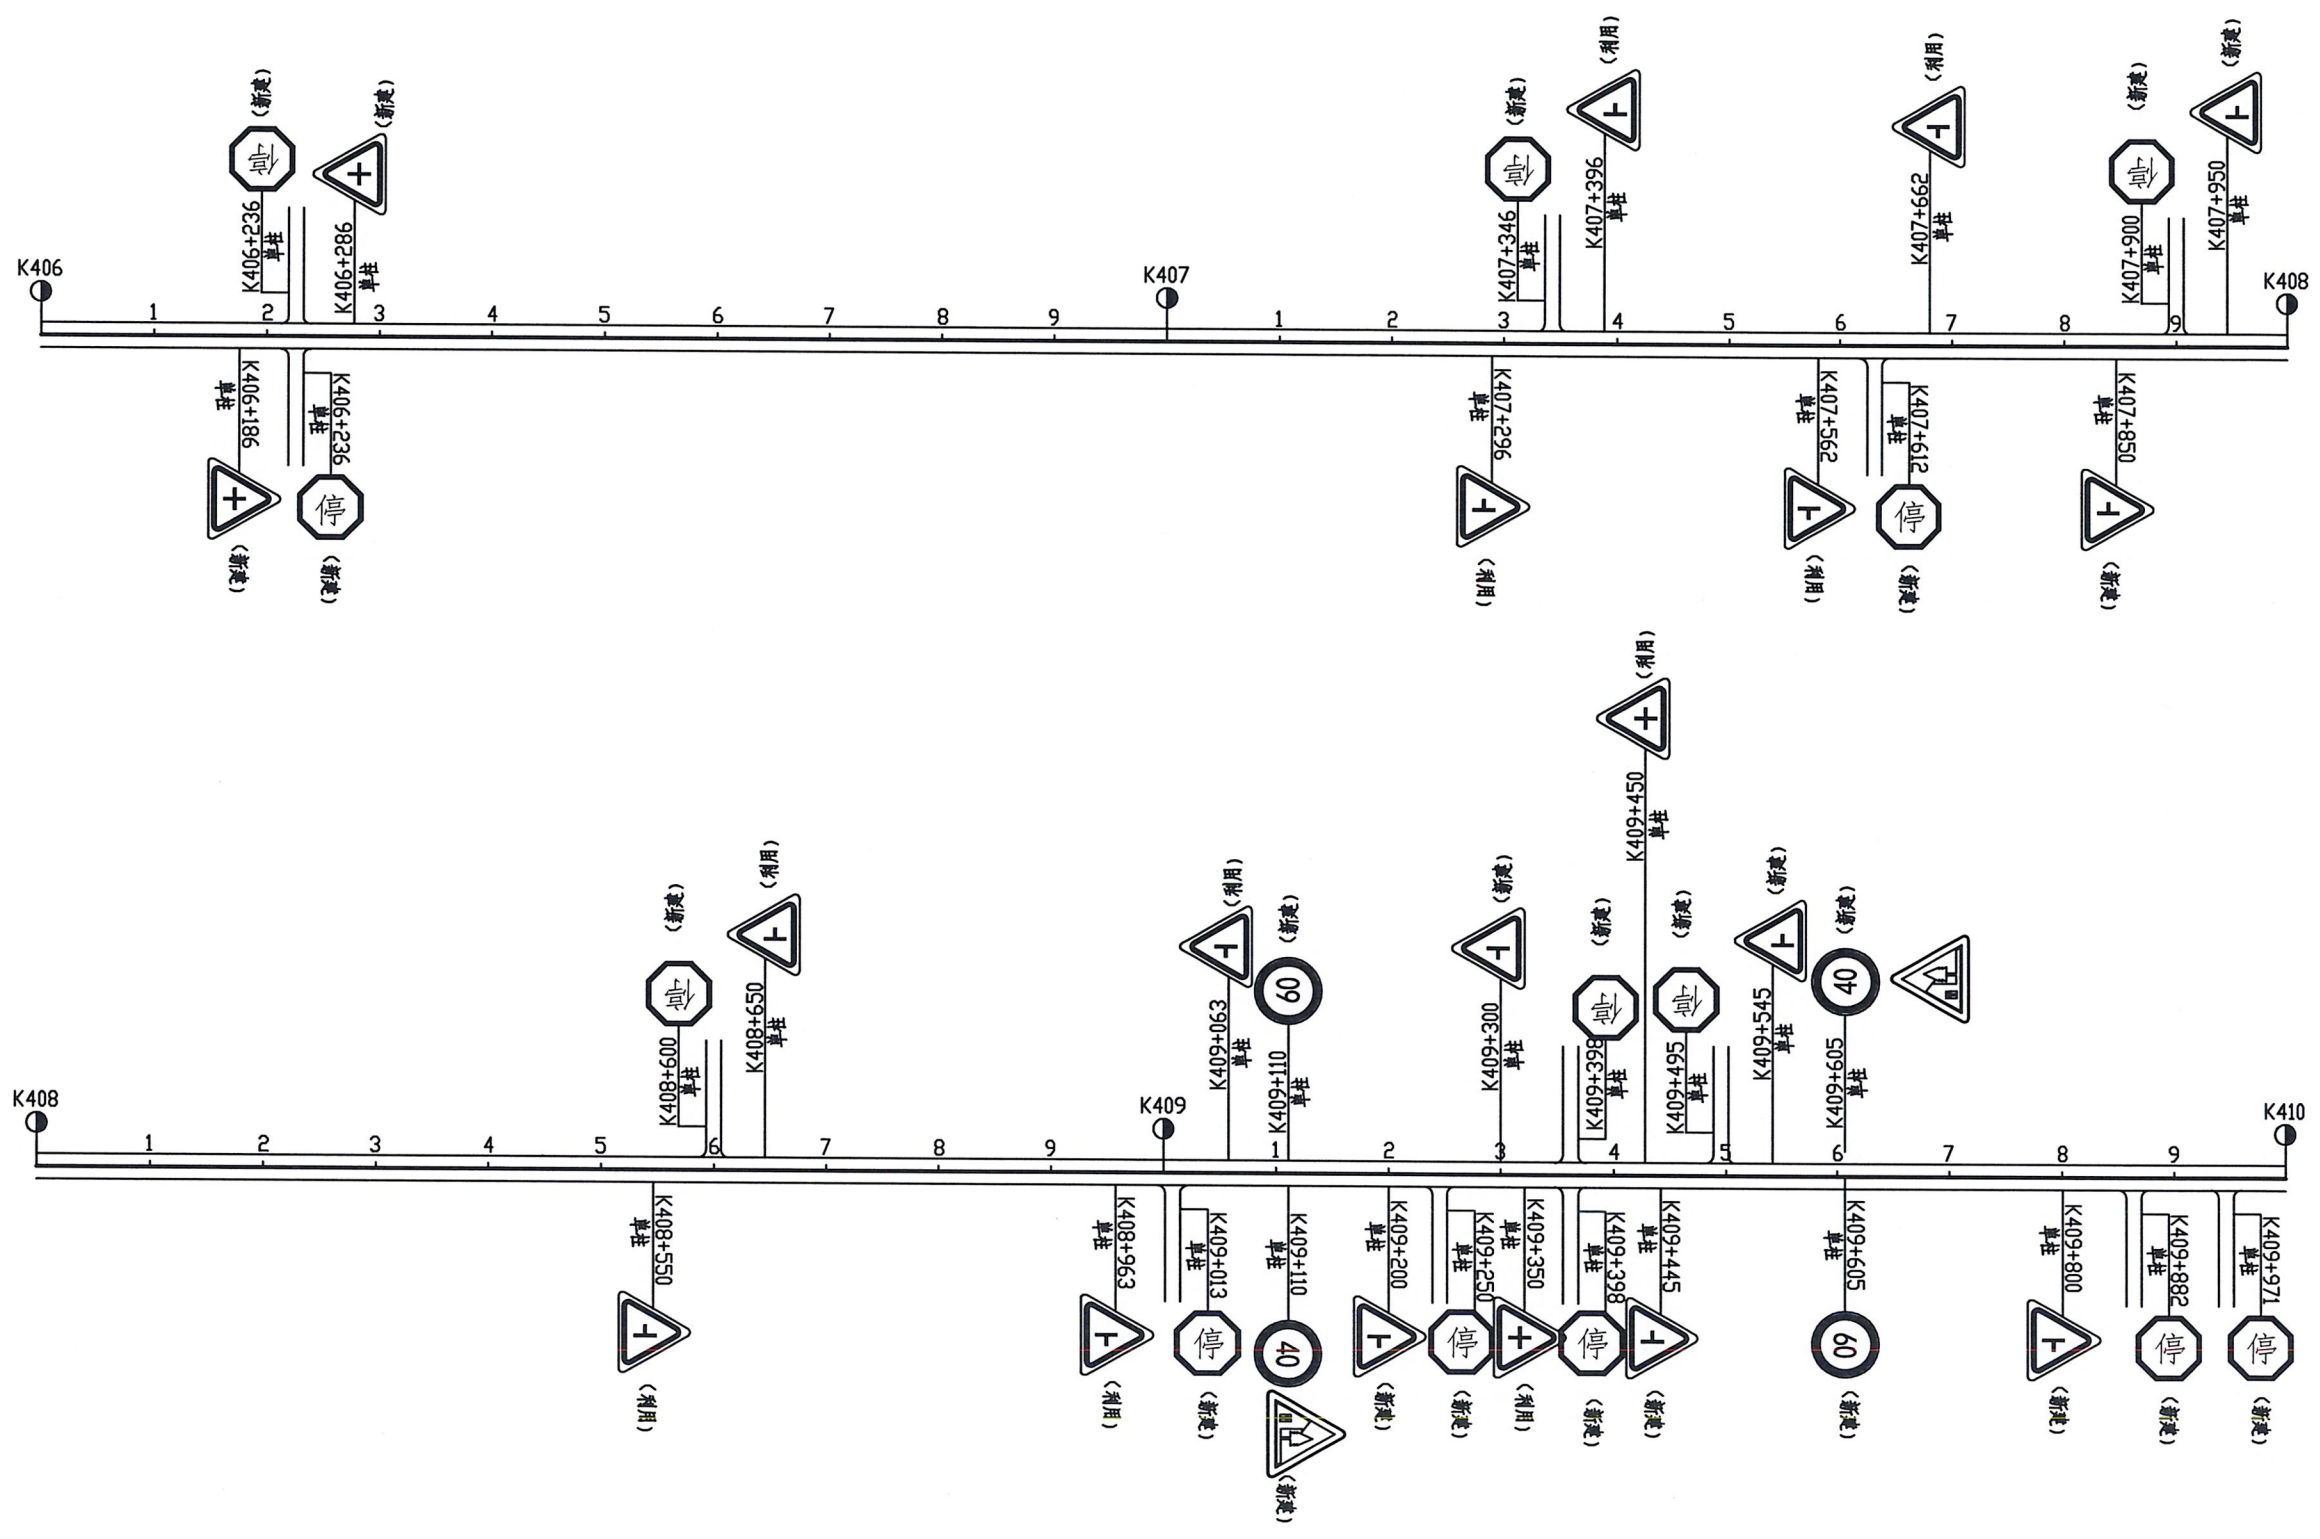 (新建)
停
K406+236
单柱
(新建)
K406+286
单柱
(新建)
停
K407+346
单柱
(利用)
K407+396
单柱
(利用)
K407+662
单柱
(新建)
停
K407+900
单柱
(新建)
K407+950
单柱
K406
1
2
3
4
5
6
7
8
9
K407
1
2
3
4
5
6
7
8
9
K408
K406+186
单柱
(新建)
K406+236
单柱
停
(新建)
K407+296
单柱
(利用)
K407+562
单柱
(利用)
K407+612
单柱
停
(新建)
K407+850
单柱
(新建)
(新建)
停
K408+600
单柱
(利用)
K408+650
单柱
(利用)
K409+063
单柱
(新建)
60
K409+110
单柱
(新建)
K409+300
单柱
(新建)
停
K409+398
单柱
(利用)
K409+450
单柱
(新建)
停
K409+495
单柱
(新建)
K409+545
单柱
(新建)
40
K409+605
单柱
K408
1
2
3
4
5
6
7
8
9
K409
1
2
3
4
5
6
7
8
9
K410
K408+550
单柱
(利用)
K408+963
单柱
(利用)
K409+013
单柱
停
(新建)
K409+110
单柱
40
(新建)
K409+200
单柱
(新建)
K409+250
单柱
停
(新建)
K409+350
单柱
(利用)
K409+398
单柱
停
(新建)
K409+445
单柱
(新建)
K409+605
单柱
60
(新建)
K409+800
单柱
(新建)
K409+882
单柱
停
(新建)
K409+971
单柱
停
(新建)